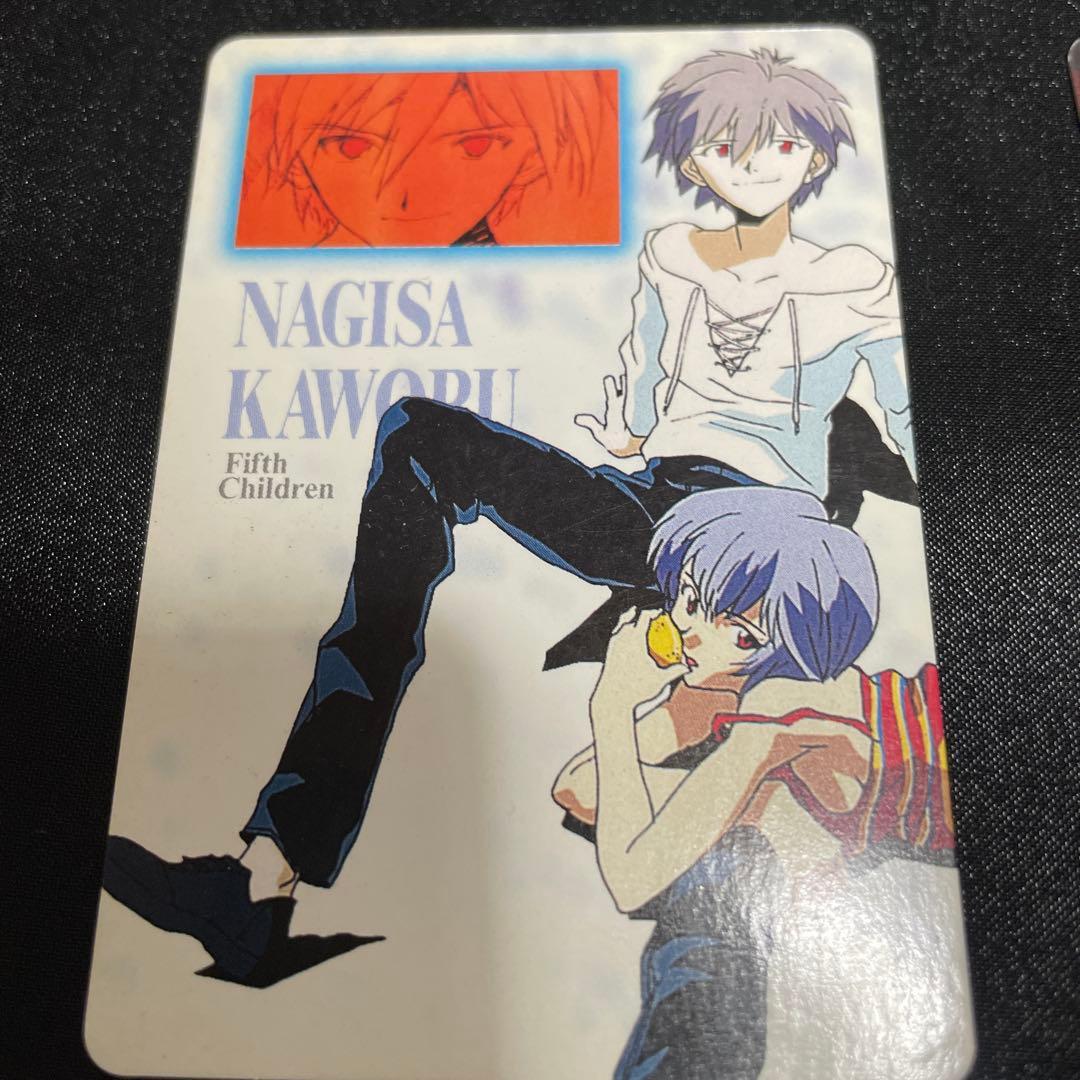 NAGISA
KAWORU
Fifth
Children